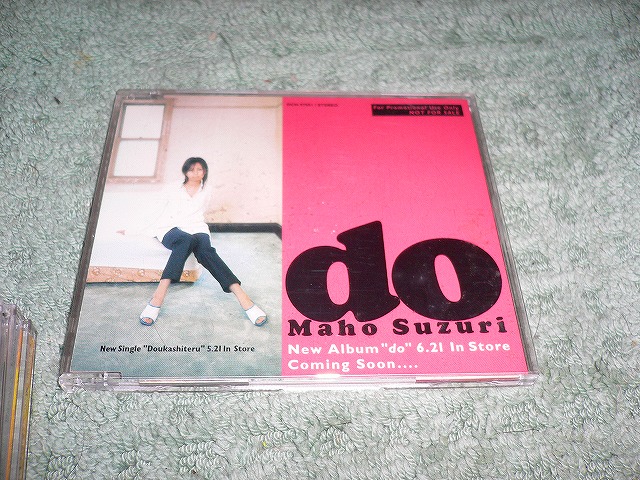 STEREO
For Promotional Use Only
NOT FOR SALE
do
Maho Suzuri
New Single "Doukashiteru" 5.21 In Store
New Album "do" 6.21 In Store
Coming Soon....